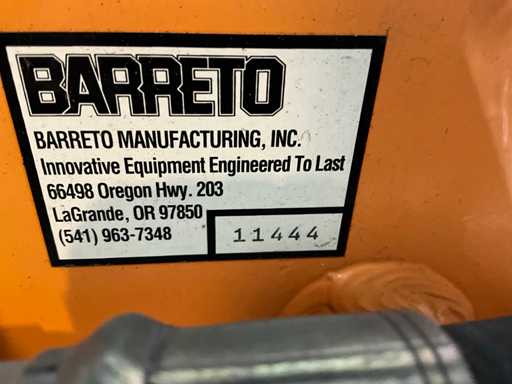 BARRETO
BARRETO MANUFACTURING, INC.
Innovative Equipment Engineered To Last
66498 Oregon Hwy. 203
LaGrande, OR 97850
(541) 963-7348
11444